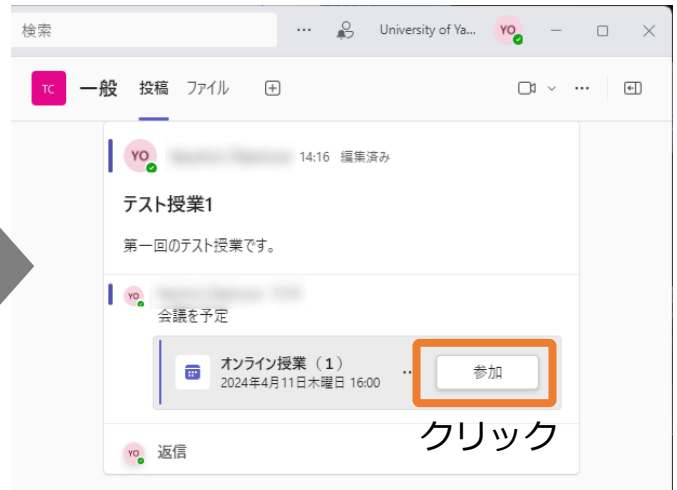 検索 … University of Ya... YO
TC 一般 投稿 ファイル
YO 14:16 編集済み
テスト授業1
第一回のテスト授業です。
YO
会議を予定
オンライン授業（１）
2024年4月11日木曜日 16:00
参加
クリック
YO 返信